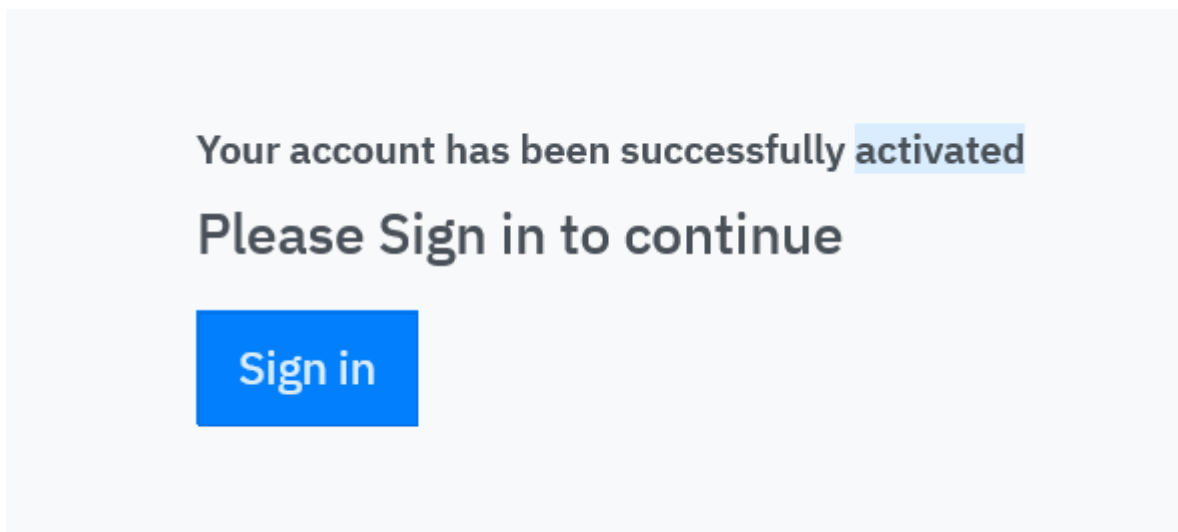 Your account has been successfully activated
Please Sign in to continue
Sign in